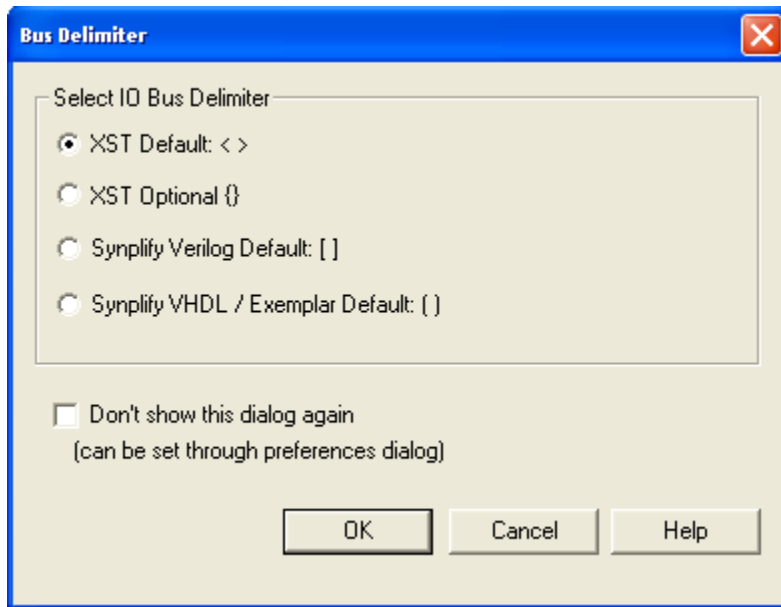 Bus Delimiter
Select IO Bus Delimiter
XST Default: < >
XST Optional {}
Synplify Verilog Default: [ ]
Synplify VHDL / Exemplar Default: ( )
Don't show this dialog again
(can be set through preferences dialog)
OK Cancel Help